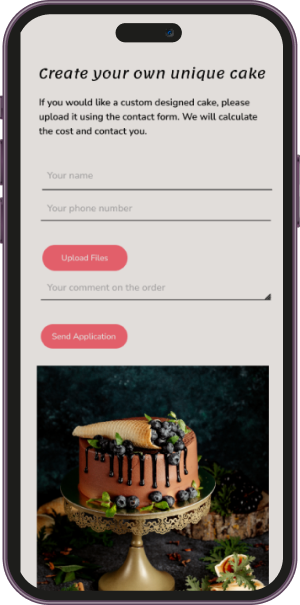 Create your own unique cake
If you would like a custom designed cake, please
upload it using the contact form. We will calculate
the cost and contact you.
Your name
Your phone number
Upload Files
Your comment on the order
Send Application